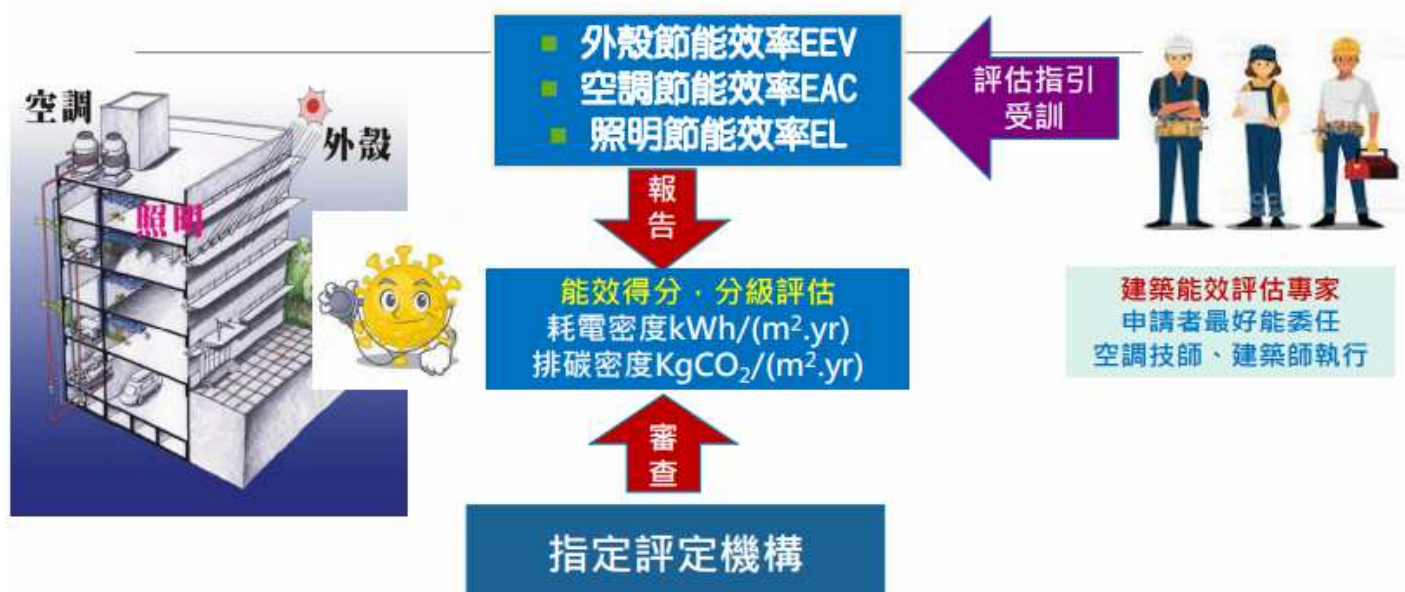 外殼節能效率EEV
空調節能效率EAC
照明節能效率EL
評估指引
受訓
空調
外殼
照明
報
告
能效得分．分級評估
耗電密度kWh/(m².yr)
排碳密度KgCO₂/(m².yr)
建築能效評估專家
申請者最好能委任
空調技師、建築師執行
審
查
指定評定機構